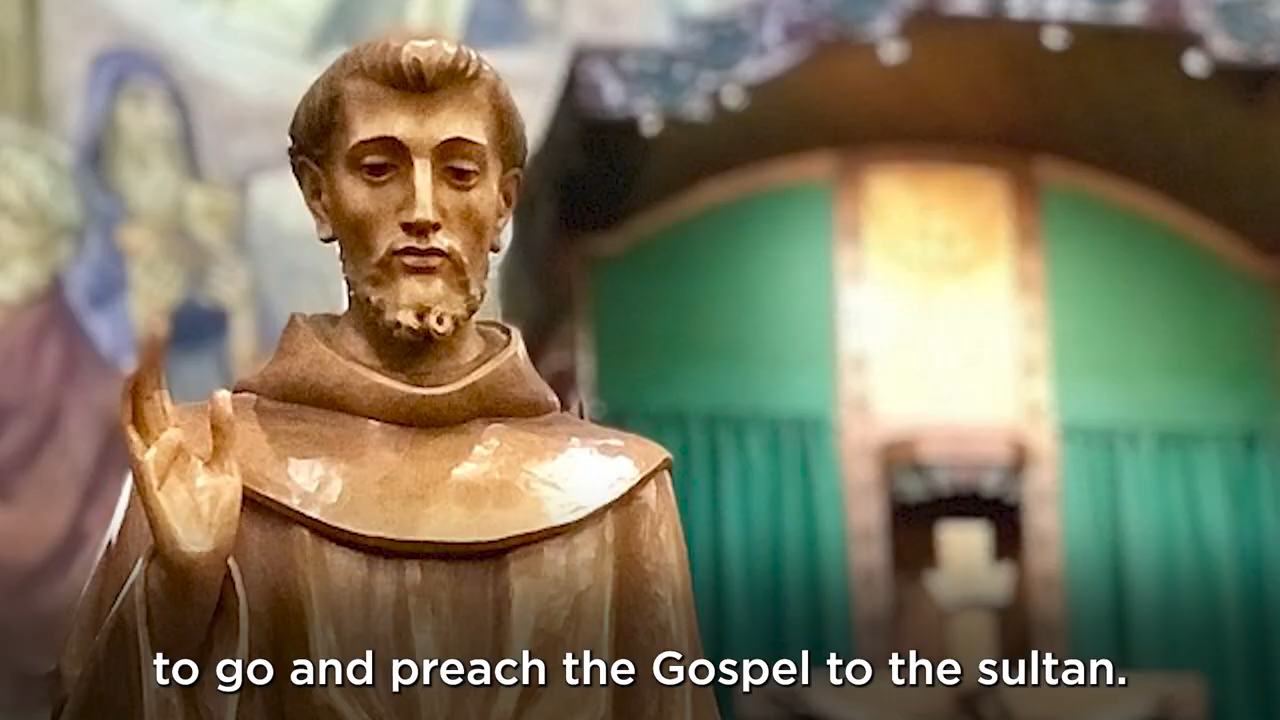 to go and preach the Gospel to the sultan.